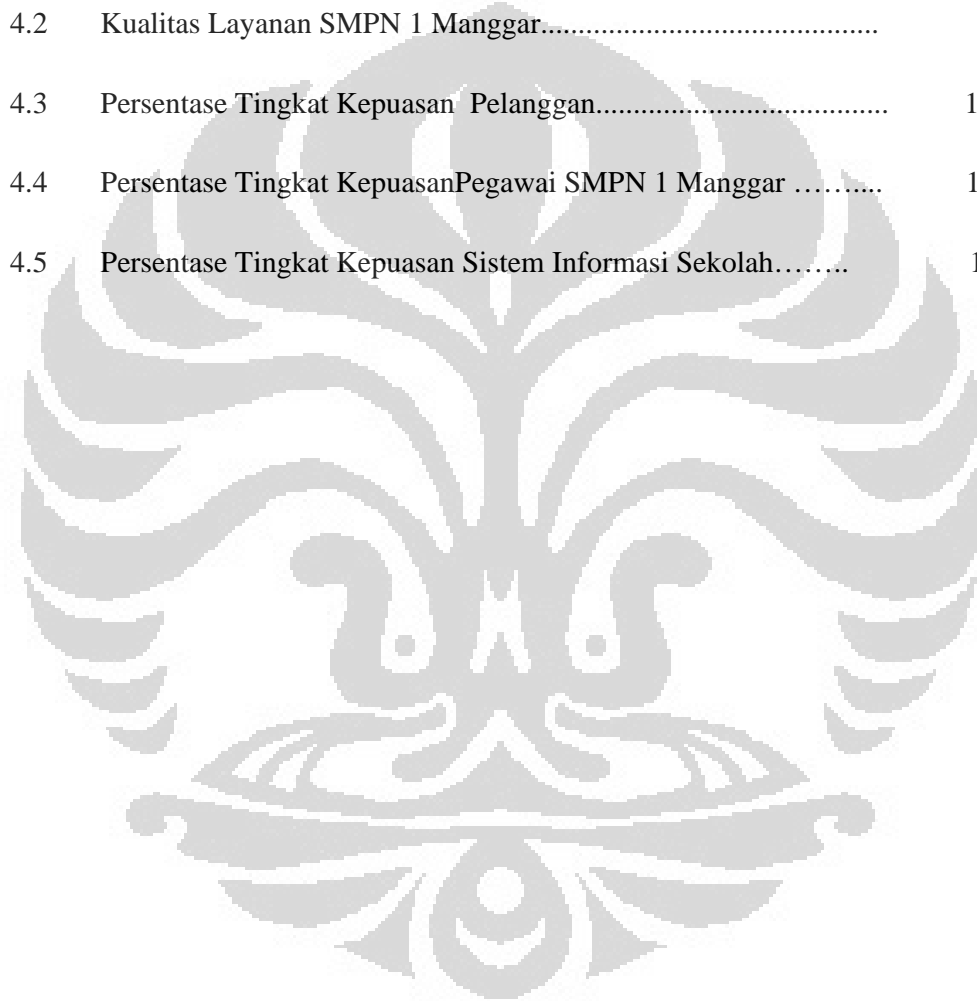 4.2 Kualitas Layanan SMPN 1 Manggar.............................................
4.3 Persentase Tingkat Kepuasan Pelanggan....................................... 1
4.4 Persentase Tingkat KepuasanPegawai SMPN 1 Manggar ……... 1
4.5 Persentase Tingkat Kepuasan Sistem Informasi Sekolah…….. 1